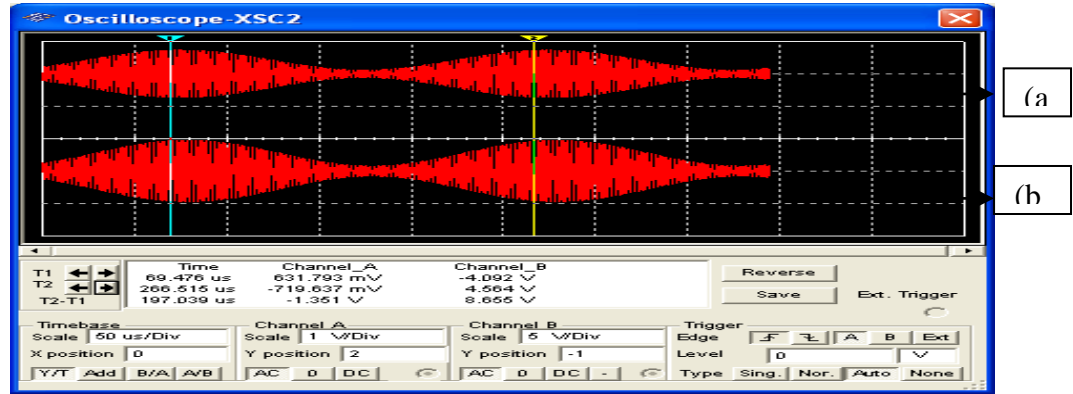 Oscilloscope-XSC2
1 2
(a
(b
Time Channel_A Channel_B
T1 69.476 us 631.793 mV -4.092 V
T2 266.515 us -719.637 mV 4.564 V
T2-T1 197.039 us -1.351 V 8.655 V
Reverse
Save Ext. Trigger
Timebase Channel A Channel B Trigger
Scale 50 us/Div Scale 1 V/Div Scale 5 V/Div Edge A B Ext
X position 0 Y position 2 Y position -1 Level 0 V
Y/T Add B/A A/B AC 0 DC AC 0 DC - Type Sing. Nor. Auto None